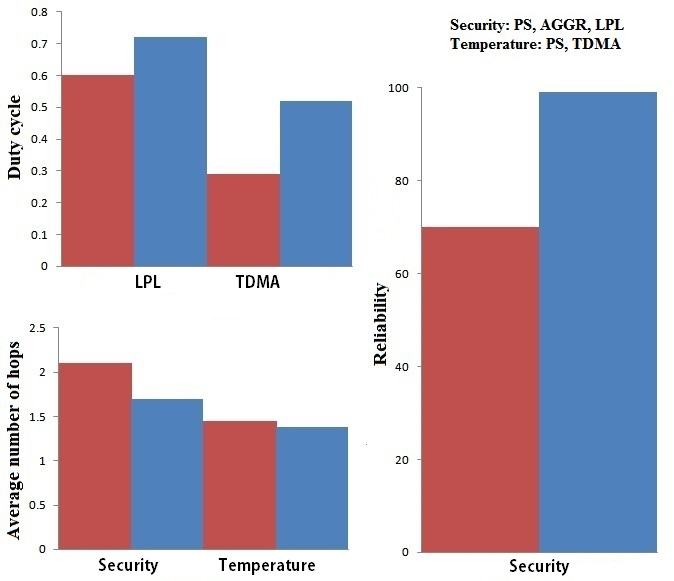 Security: PS, AGGR, LPL
Temperature: PS, TDMA
Duty cycle
0.8
0.7
0.6
0.5
0.4
0.3
0.2
0.1
0
LPL TDMA
Average number of hops
2.5
2
1.5
1
0.5
0
Security Temperature
Reliability
100
80
60
40
20
0
Security